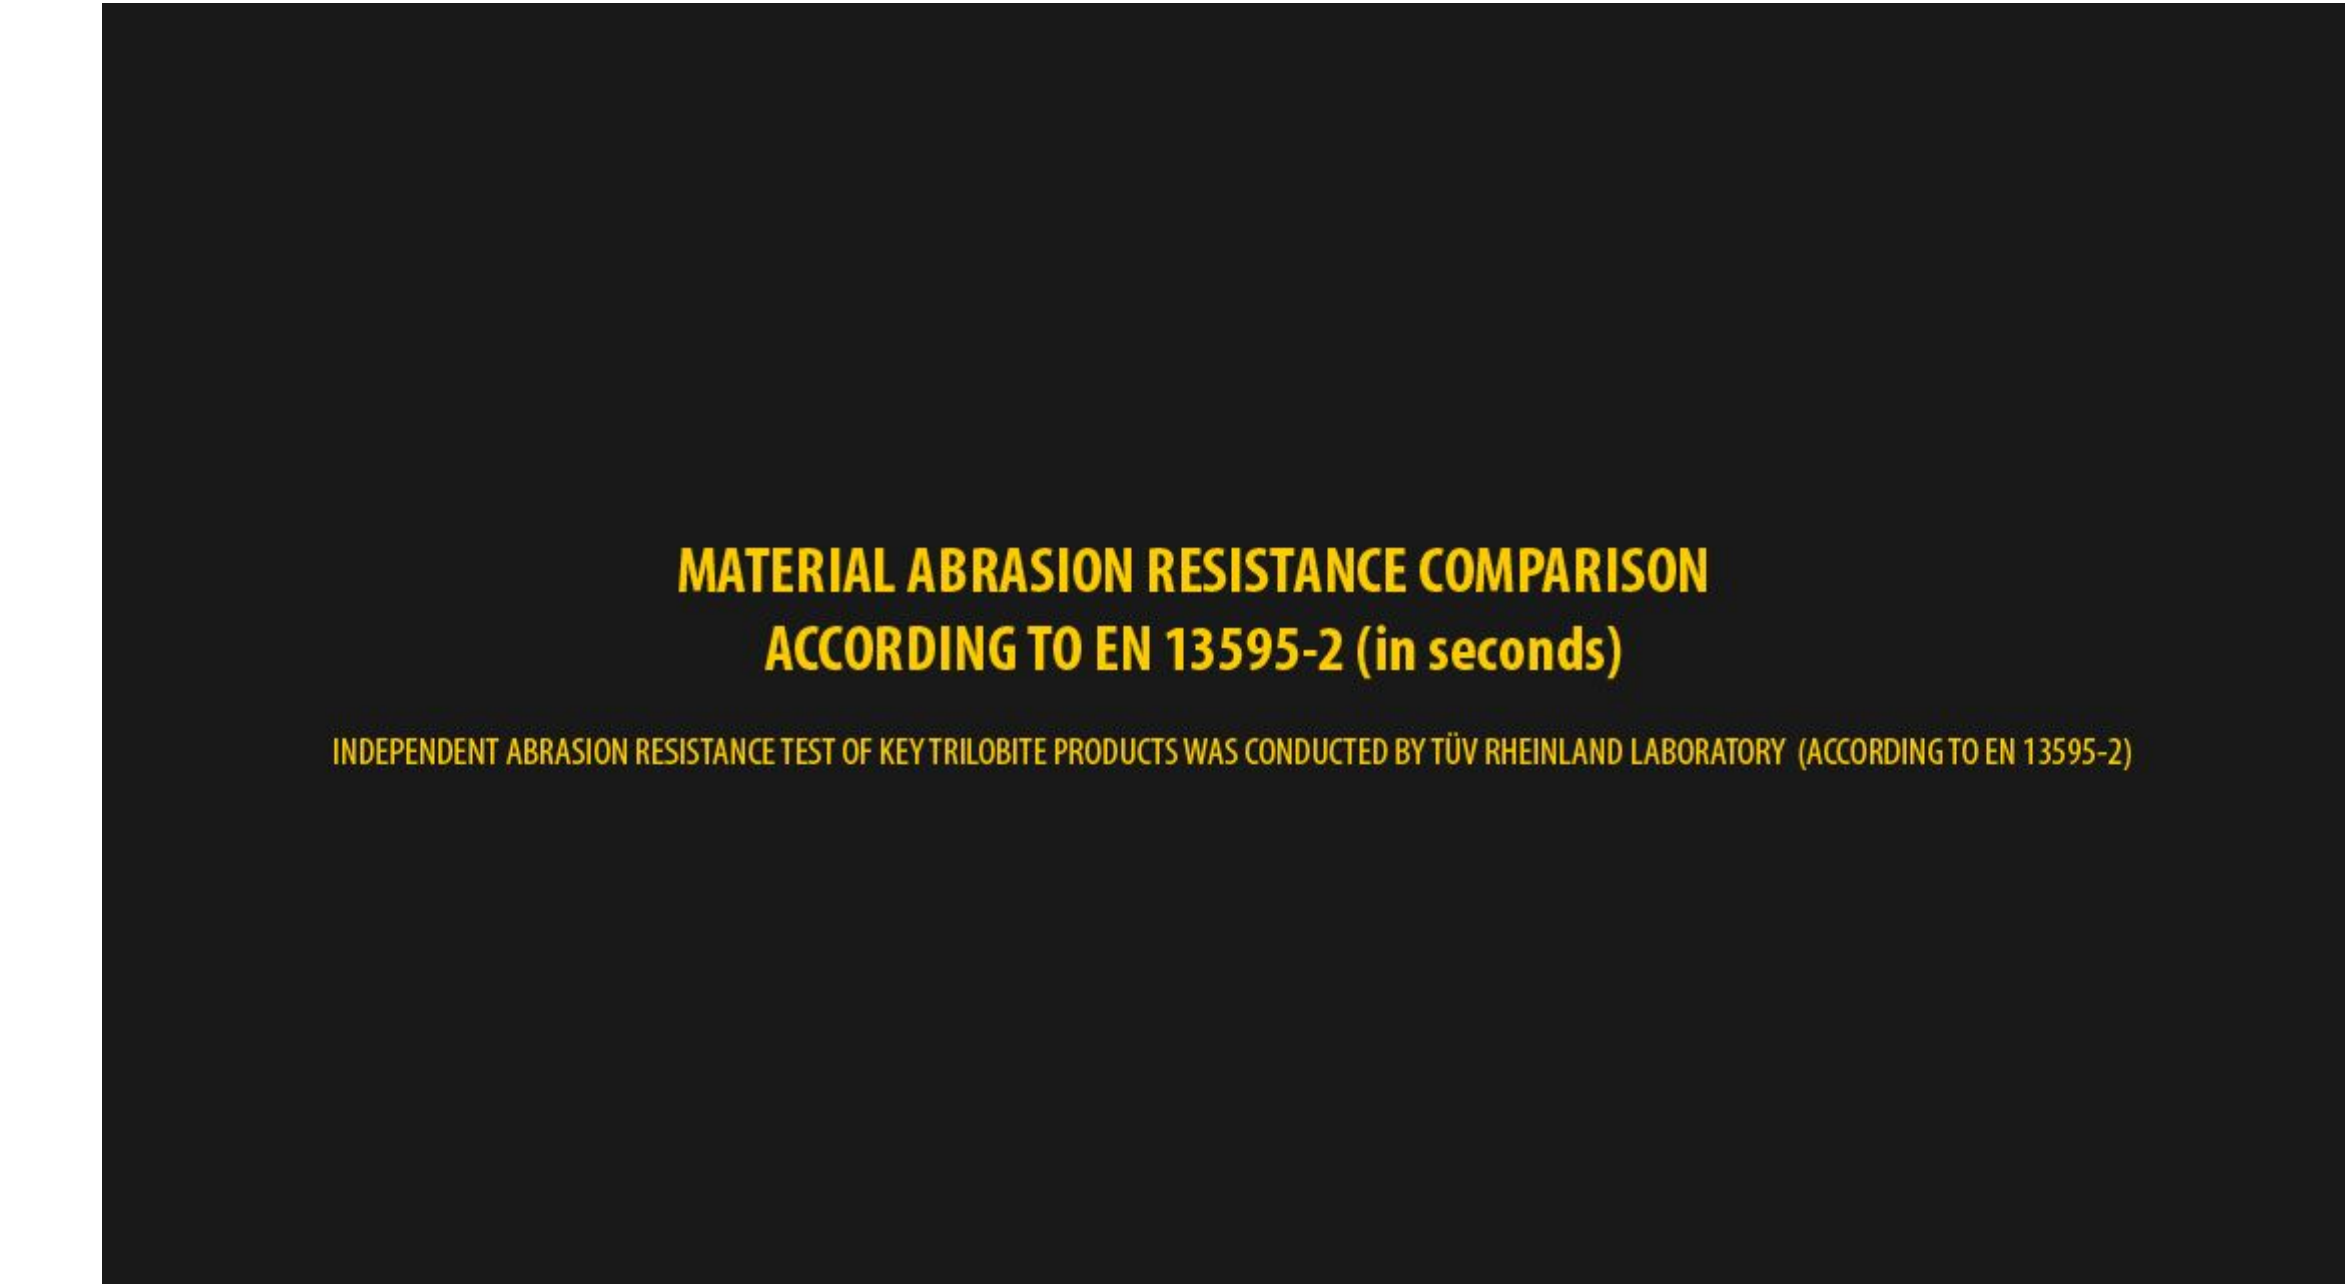 MATERIAL ABRASION RESISTANCE COMPARISON
ACCORDING TO EN 13595-2 (in seconds)
INDEPENDENT ABRASION RESISTANCE TEST OF KEY TRILOBITE PRODUCTS WAS CONDUCTED BY TÜV RHEINLAND LABORATORY (ACCORDING TO EN 13595-2)